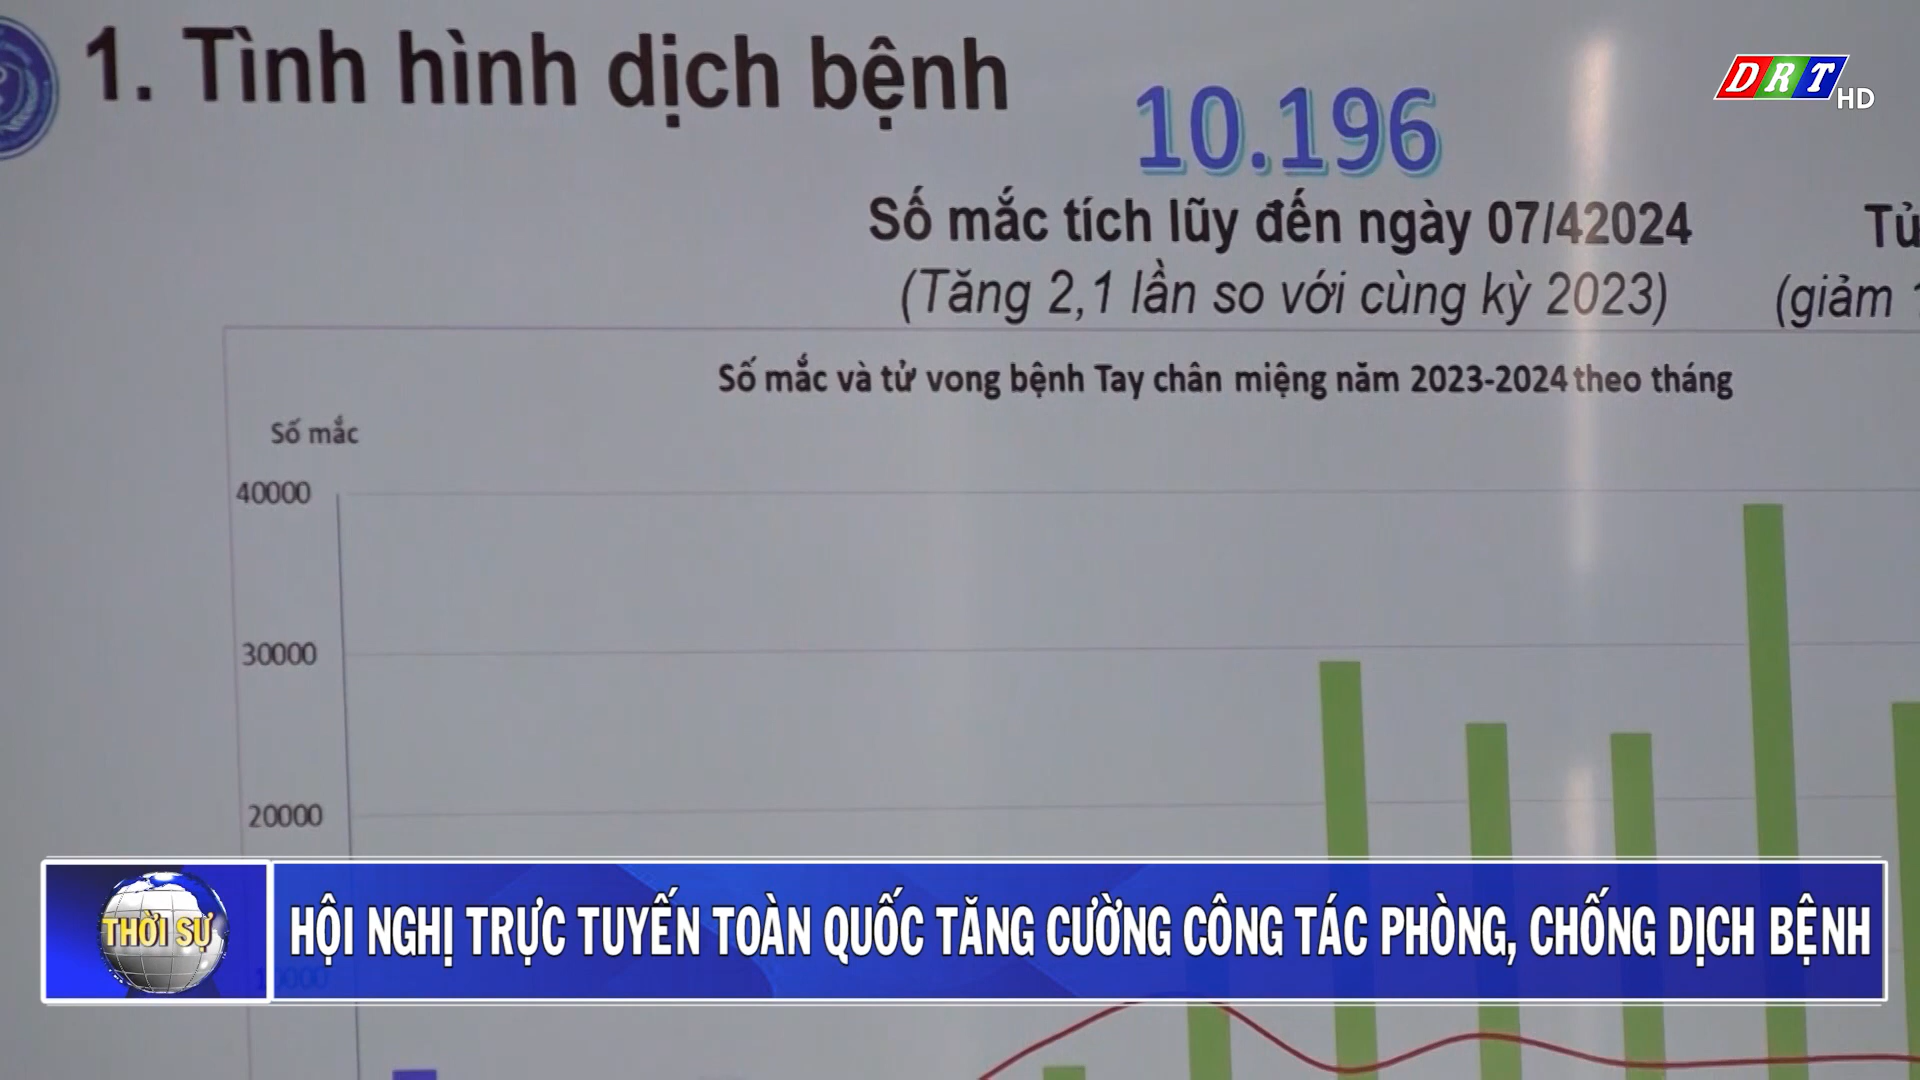 1. Tình hình dịch bệnh
DRT HD
10.196
Số mắc tích lũy đến ngày 07/42024
(Tăng 2,1 lần so với cùng kỳ 2023)
(giảm
Số mắc và tử vong bệnh Tay chân miệng năm 2023-2024 theo tháng
Số mắc
40000
30000
20000
10000
THỜI SỰ
HỘI NGHỊ TRỰC TUYẾN TOÀN QUỐC TĂNG CƯỜNG CÔNG TÁC PHÒNG, CHỐNG DỊCH BỆNH